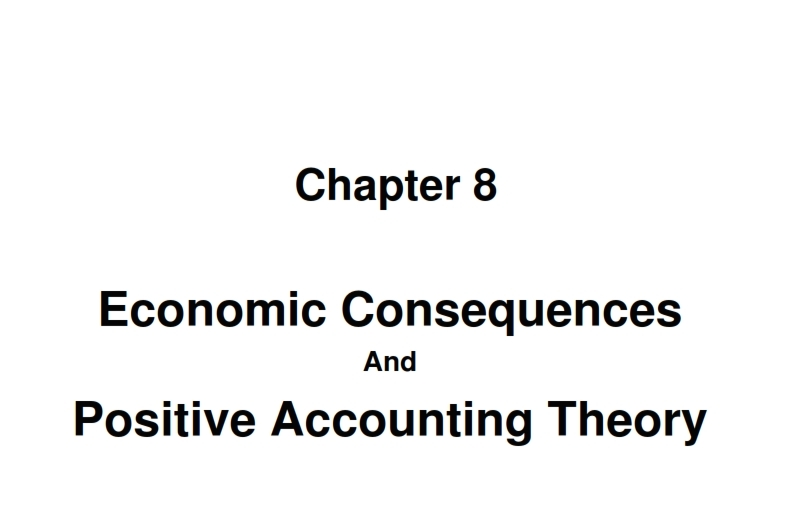 Chapter 8
Economic Consequences
And
Positive Accounting Theory